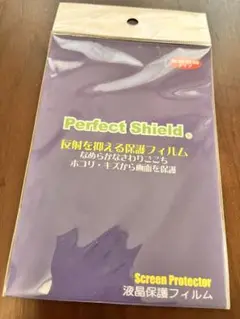 Perfect Shield
反射を抑える保護フィルム
なめらかなさわりごこち
ホコリ・キズから画面を保護
Screen Protector
液晶保護フィルム